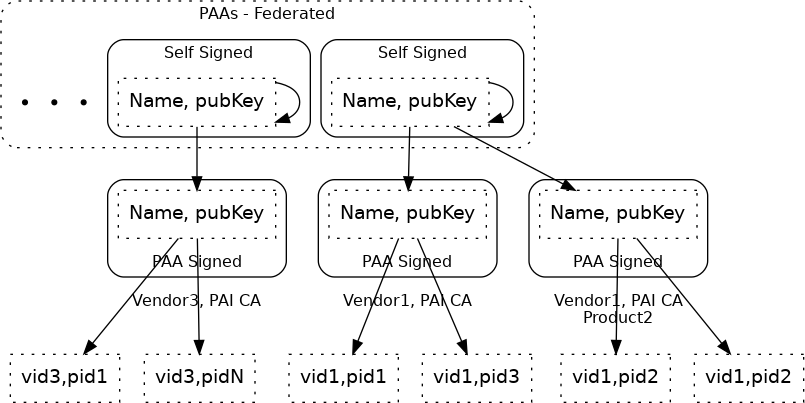 PAAs - Federated
Self Signed
Self Signed
Name, pubKey
Name, pubKey
Name, pubKey
Name, pubKey
Name, pubKey
PAA Signed
PAA Signed
PAA Signed
Vendor3, PAI CA
Vendor1, PAI CA
Vendor1, PAI CA
Product2
vid3,pid1
vid3,pidN
vid1,pid1
vid1,pid3
vid1,pid2
vid1,pid2